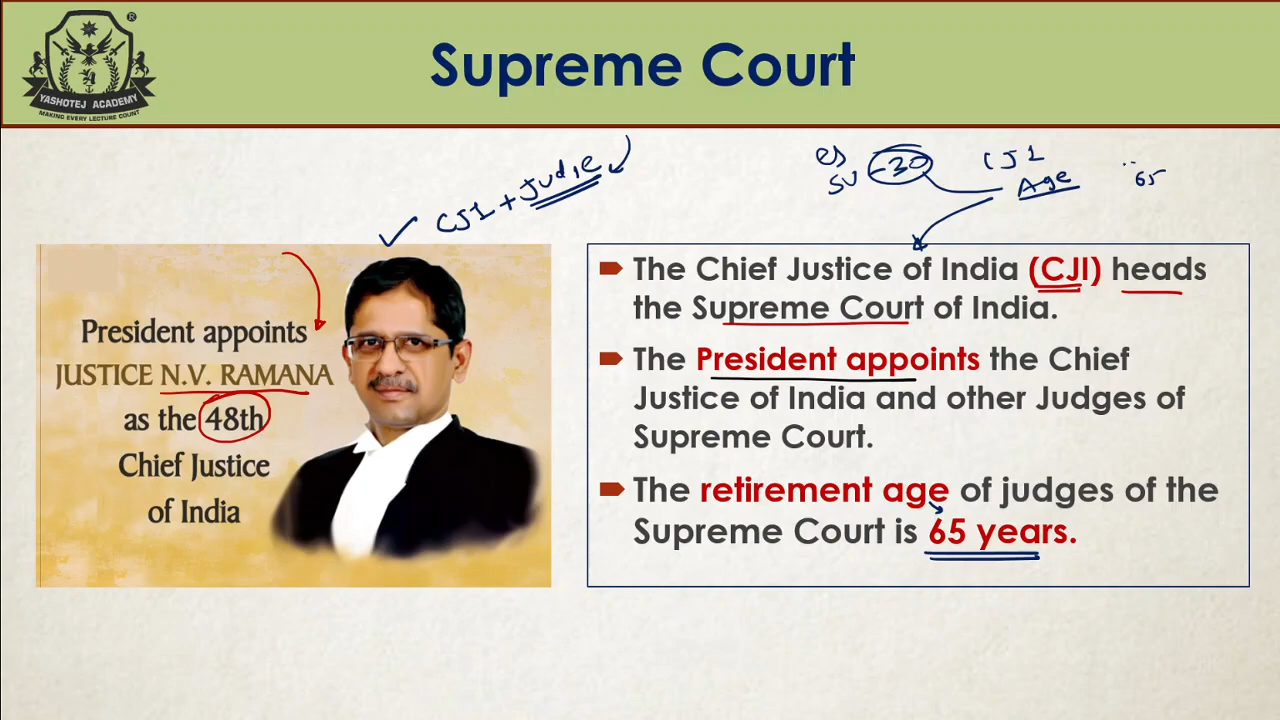 ®
YASHOTEJ ACADEMY
MAKING EVERY LECTURE COUNT
Supreme Court
CJI + Judge
30
CJI
Age
65
President appoints
JUSTICE N.V. RAMANA
as the 48th
Chief Justice
of India
The Chief Justice of India (CJI) heads
the Supreme Court of India.
The President appoints the Chief
Justice of India and other Judges of
Supreme Court.
The retirement age of judges of the
Supreme Court is 65 years.